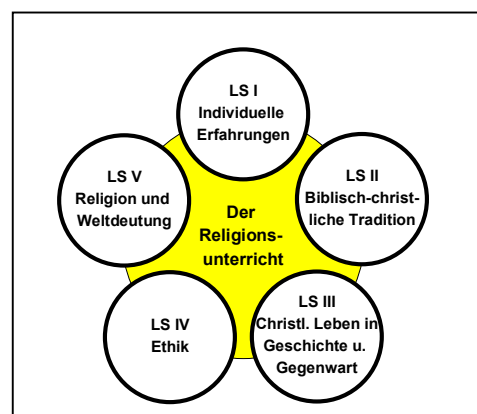 LS I
Individuelle
Erfahrungen
LS V
Religion und
Weltdeutung
LS II
Biblisch-christ-
liche Tradition
Der
Religions-
unterricht
LS IV
Ethik
LS III
Christl. Leben in
Geschichte u.
Gegenwart